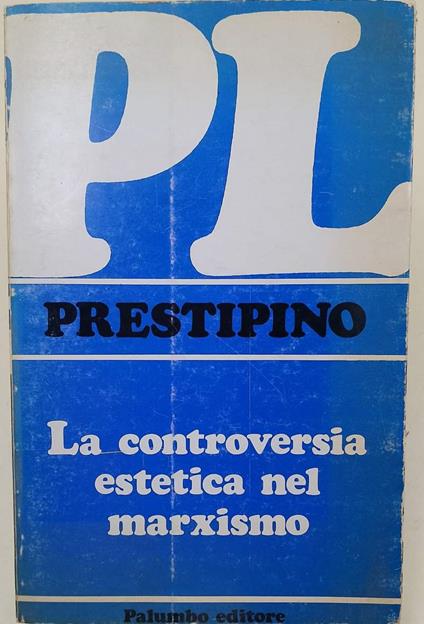 PL
PRESTIPINO
La controversia
estetica nel
marxismo
Palumbo editore